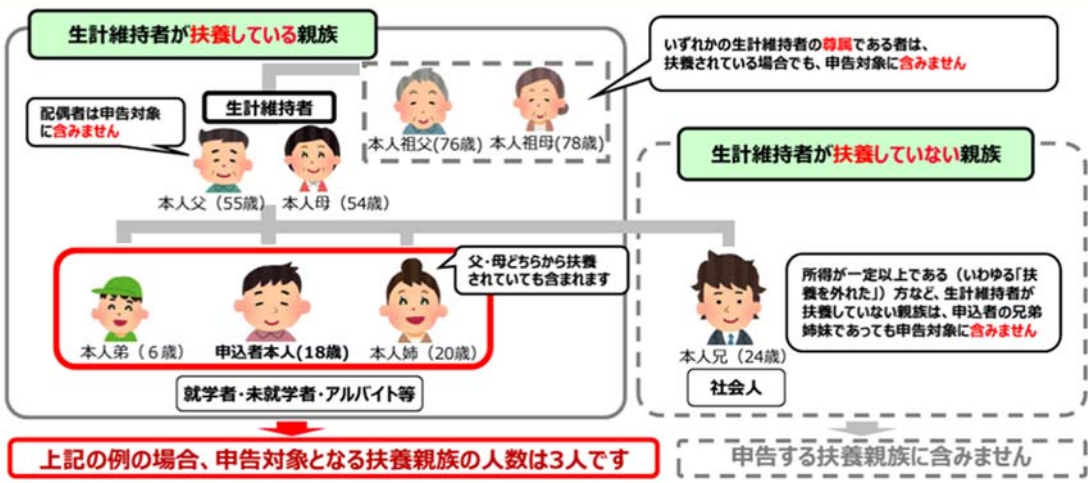 生計維持者が扶養している親族
いずれかの生計維持者の尊属である者は、
扶養されている場合でも、申告対象に含みません
配偶者は申告対象
に含みません
生計維持者
本人祖父(76歳)
本人祖母(78歳)
本人父（55歳）
本人母（54歳）
生計維持者が扶養していない親族
父・母どちらから扶養
されていても含まれます
所得が一定以上である（いわゆる「扶
養を外れた」）方など、生計維持者が
扶養していない親族は、申込者の兄弟
姉妹であっても申告対象に含みません
本人弟（６歳）
申込者本人(18歳)
本人姉（20歳）
本人兄（24歳）
就学者・未就学者・アルバイト等
社会人
上記の例の場合、申告対象となる扶養親族の人数は3人です
申告する扶養親族に含みません